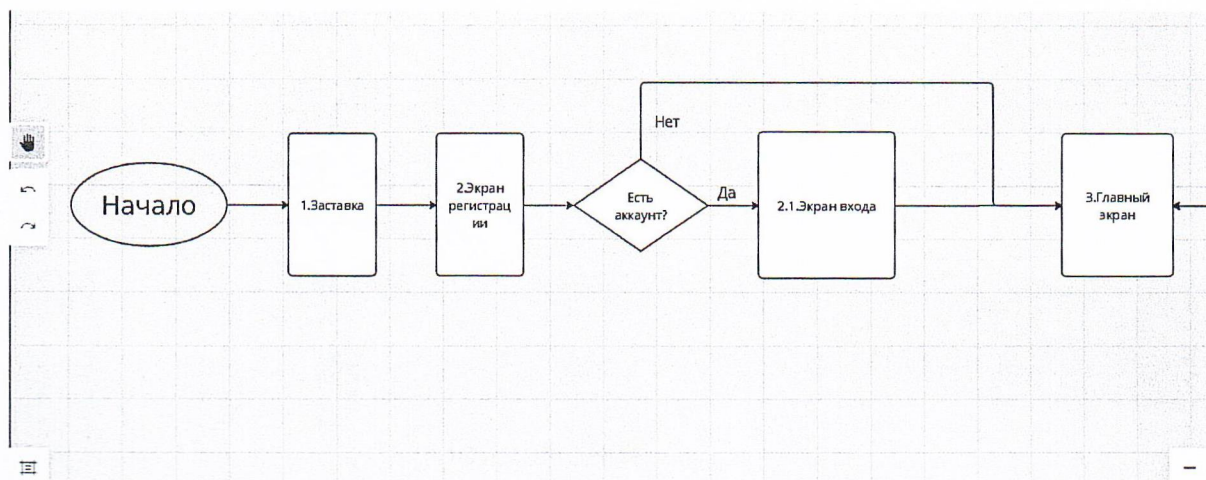 Нет
Начало
1.Заставка
2.Экран
регистрац
ии
Есть
аккаунт?
Да
2.1.Экран входа
3.Главный
экран